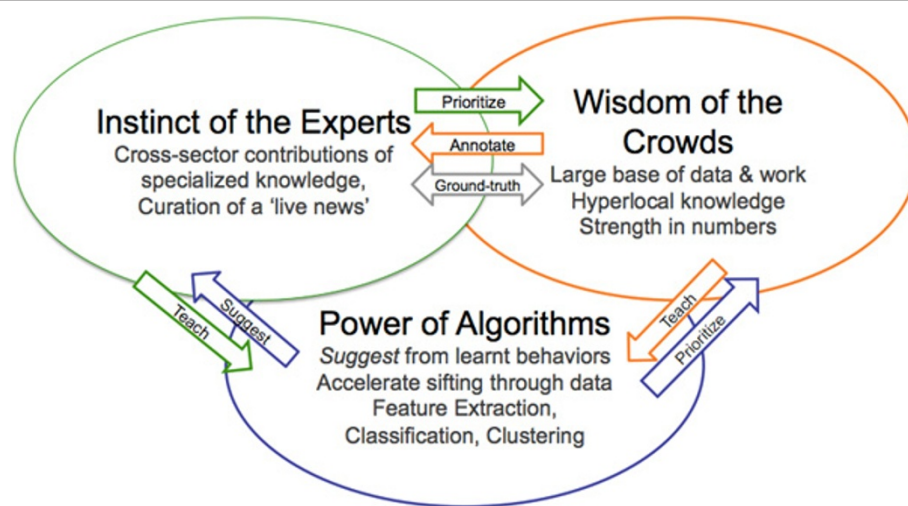 Instinct of the Experts
Cross-sector contributions of
specialized knowledge,
Curation of a ‘live news’
Prioritize
Annotate
Ground-truth
Wisdom of the
Crowds
Large base of data & work
Hyperlocal knowledge
Strength in numbers
Teach
Suggest
Power of Algorithms
Suggest from learnt behaviors
Accelerate sifting through data
Feature Extraction,
Classification, Clustering
Teach
Prioritize